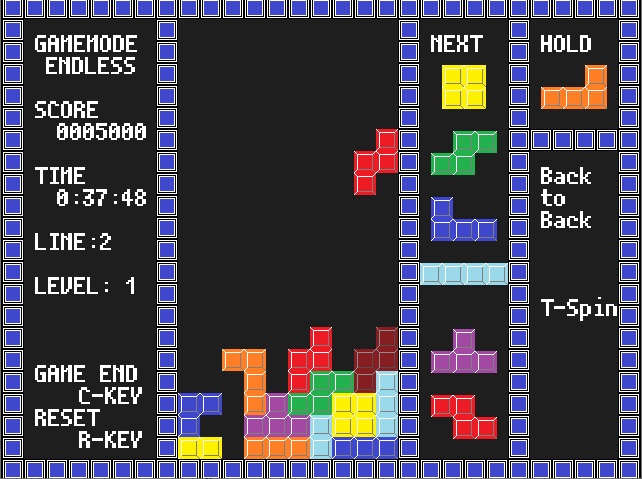 GAMEMODE
ENDLESS
SCORE
0005000
TIME
0:37:48
LINE:2
LEVEL: 1
GAME END
C-KEY
RESET
R-KEY
NEXT
HOLD
Back
to
Back
T-Spin